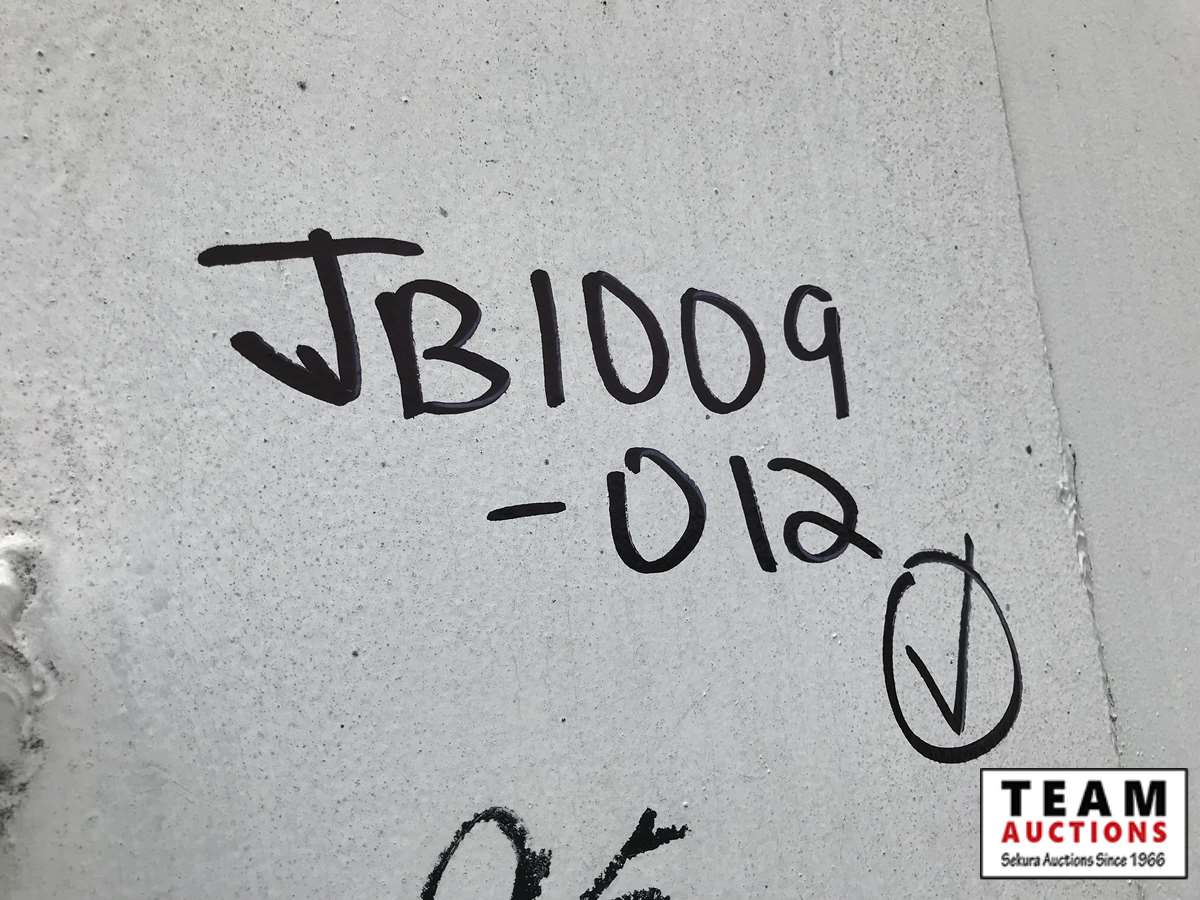 JB1009
-012
TEAM
AUCTIONS
Sekura Auctions Since 1966